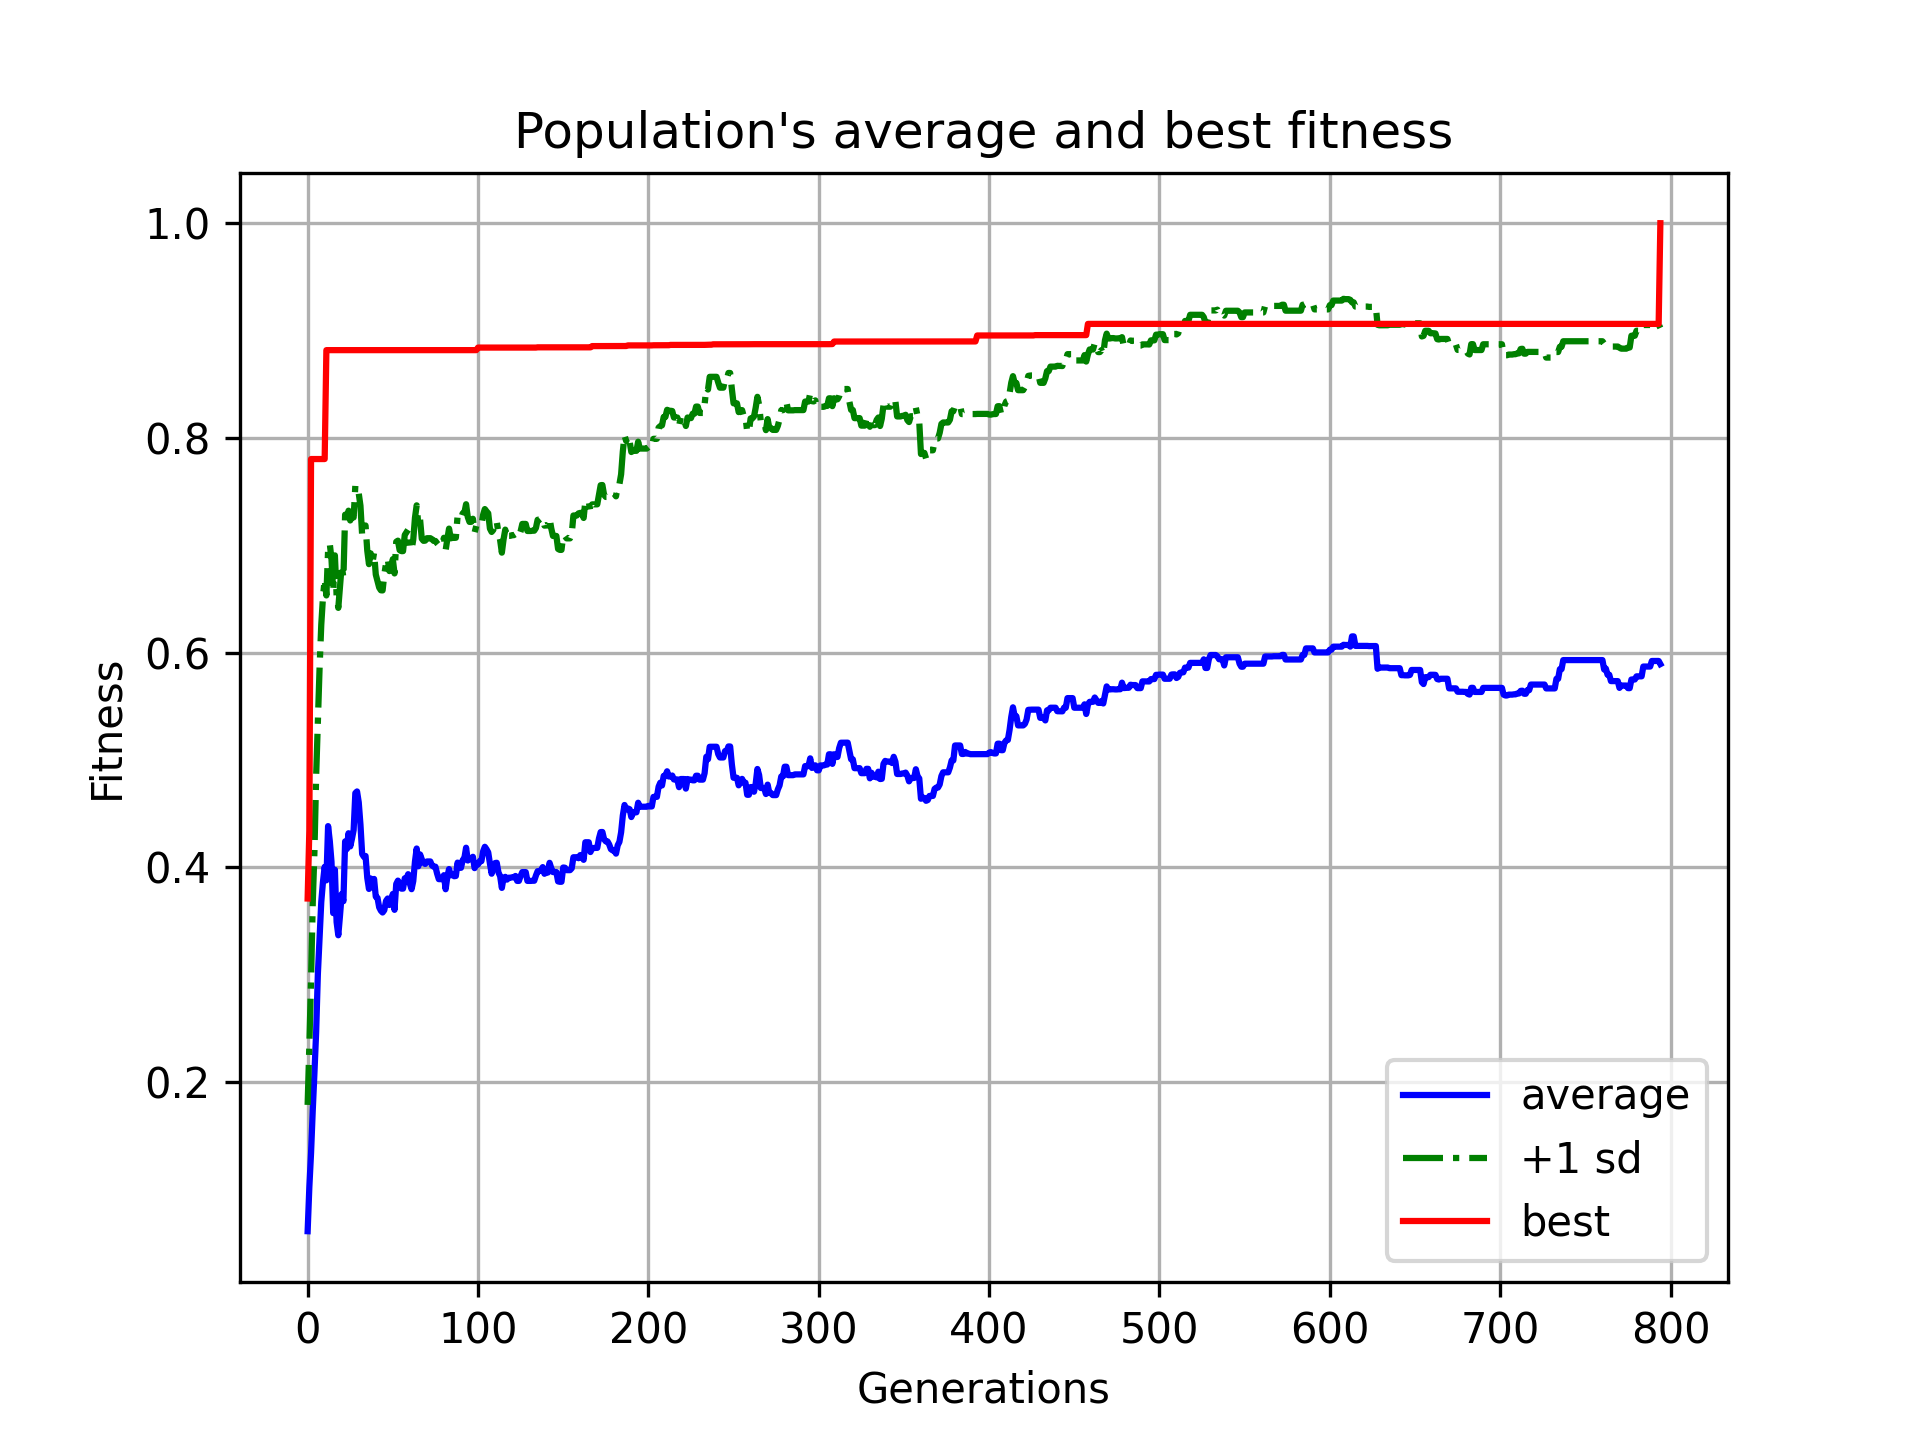 Population's average and best fitness
1.0
0.8
0.6
0.4
0.2
Fitness
0 100 200 300 400 500 600 700 800
Generations
average
+1 sd
best